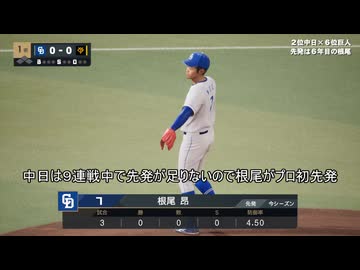 1回
0-0
B S O
2位中日×6位巨人
先発は6年目の根尾
中日は9連戦中で先発が足りないので根尾がプロ初先発
7 根尾 昂 先発 今シーズン
試合 勝 敗 S 防御率
3 0 0 0 4.50